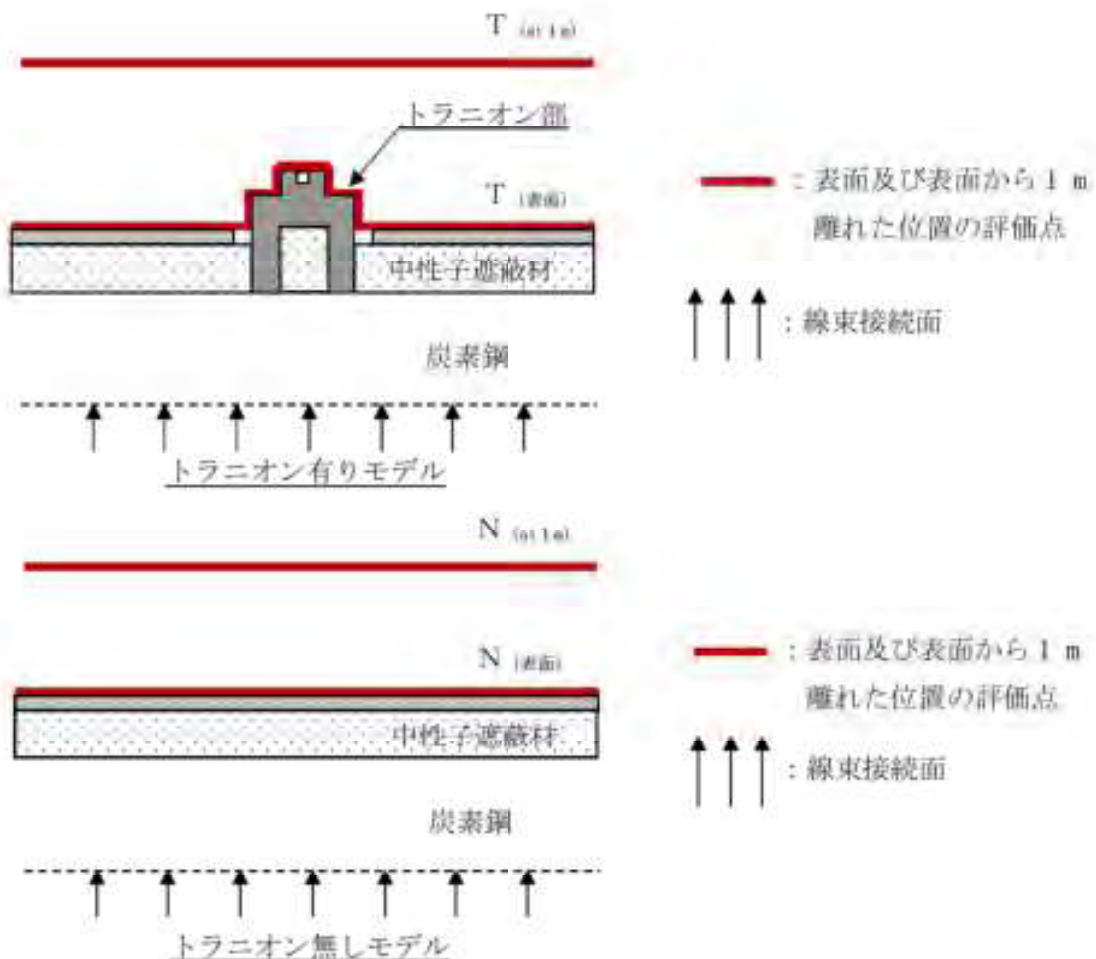 T (at 1m)
トラニオン部
T (表面)
中性子遮蔽材
炭素鋼
トラニオン有りモデル
: 表面及び表面から1 m
離れた位置の評価点
: 線束接続面
N (at 1m)
N (表面)
中性子遮蔽材
炭素鋼
トラニオン無しモデル
: 表面及び表面から1 m
離れた位置の評価点
: 線束接続面